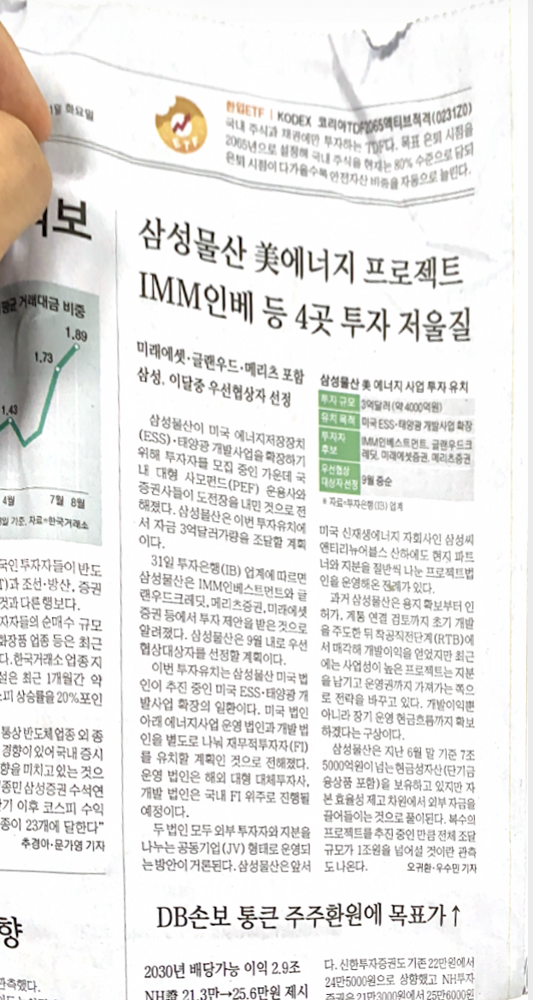 1일 화요일
한입ETF | KODEX 코리아TDF2065액티브적격(0231Z0)
국내 주식과 채권에만 투자하는 TDF다. 목표 은퇴 시점을
2065년으로 설정해 국내 주식을 현재는 80% 수준으로 담되
은퇴 시점이 다가올수록 안전자산 비중을 자동으로 늘린다.
ETF
보
평균 거래대금 비중
1.89
1.73
1.43
4월 7월 8월
기준, 자료=한국거래소
국인 투자자들이 반도
)과 조선·방산, 증권
것과 다른 행보다.
자자들의 순매수 규모
화장품 업종 등은 최근
다. 한국거래소 업종 지
설은 최근 1개월간 약
스피 상승률을 20%포인
통상 반도체 업종 외 종
경향이 있어 국내 증시
향을 미치고 있는 것으
종민 삼성증권 수석연
기 이후 코스피 수익
종이 23개에 달한다"
추경아·문가영 기자
향
관측했다.
삼성물산 美에너지 프로젝트
IMM인베 등 4곳 투자 저울질
미래에셋·글랜우드·메리츠 포함
삼성, 이달중 우선협상자 선정
삼성물산이 미국 에너지저장장치
(ESS)·태양광 개발사업을 확장하기
위해 투자자를 모집 중인 가운데 국
내 대형 사모펀드(PEF) 운용사와
증권사들이 도전장을 내민 것으로 전
해졌다. 삼성물산은 이번 투자유치에
서 자금 3억달러가량을 조달할 계획
이다.
31일 투자은행(IB) 업계에 따르면
삼성물산은 IMM인베스트먼트와 글
랜우드크레딧, 메리츠증권, 미래에셋
증권 등에서 투자 제안을 받은 것으로
알려졌다. 삼성물산은 9월 내로 우선
협상대상자를 선정할 계획이다.
이번 투자유치는 삼성물산 미국 법
인이 추진 중인 미국 ESS·태양광 개
발사업 확장의 일환이다. 미국 법인
아래 에너지사업 운영 법인과 개발 법
인을 별도로 나눠 재무적투자자(FI)
를 유치할 계획인 것으로 전해졌다.
운영 법인은 해외 대형 대체투자사,
개발 법인은 국내 FI 위주로 진행될
예정이다.
두 법인 모두 외부 투자자와 지분을
나누는 공동기업(JV) 형태로 운영되
는 방안이 거론된다. 삼성물산은 앞서
삼성물산 美 에너지 사업 투자 유치
투자 규모 3억달러(약 4000억원)
유치 목적 미국 ESS·태양광 개발사업 확장
투자자 후보 IMM인베스트먼트, 글랜우드크
레딧, 미래에셋증권, 메리츠증권
우선협상
대상자 선정 9월 중순
※ 자료=투자은행(IB) 업계
미국 신재생에너지 자회사인 삼성씨
앤티리뉴어블스 산하에도 현지 파트
너와 지분을 절반씩 나눈 프로젝트법
인을 운영해온 전례가 있다.
과거 삼성물산은 용지 확보부터 인
허가, 계통 연결 검토까지 초기 개발
을 주도한 뒤 착공직전단계(RTB)에
서 매각해 개발이익을 얻었지만 최근
에는 사업성이 높은 프로젝트는 지분
을 남기고 운영권까지 가져가는 쪽으
로 전략을 바꾸고 있다. 개발이익뿐
아니라 장기 운영 현금흐름까지 확보
하겠다는 구상이다.
삼성물산은 지난 6월 말 기준 7조
5000억원이 넘는 현금성자산(단기금
융상품 포함)을 보유하고 있지만 자
본 효율성 제고 차원에서 외부 자금을
끌어들이는 것으로 풀이된다. 복수의
프로젝트를 추진 중인 만큼 전체 조달
규모가 1조원을 넘어설 것이란 관측
도 나온다. 오귀환·우수민 기자
DB손보 통큰 주주환원에 목표가↑
2030년 배당가능 이익 2.9조
NH證 21.3만→25.6만원 제시
다. 신한투자증권도 기존 22만원에서
24만5000원으로 상향했고 NH투자
증권은 21만3000원에서 25만6000원